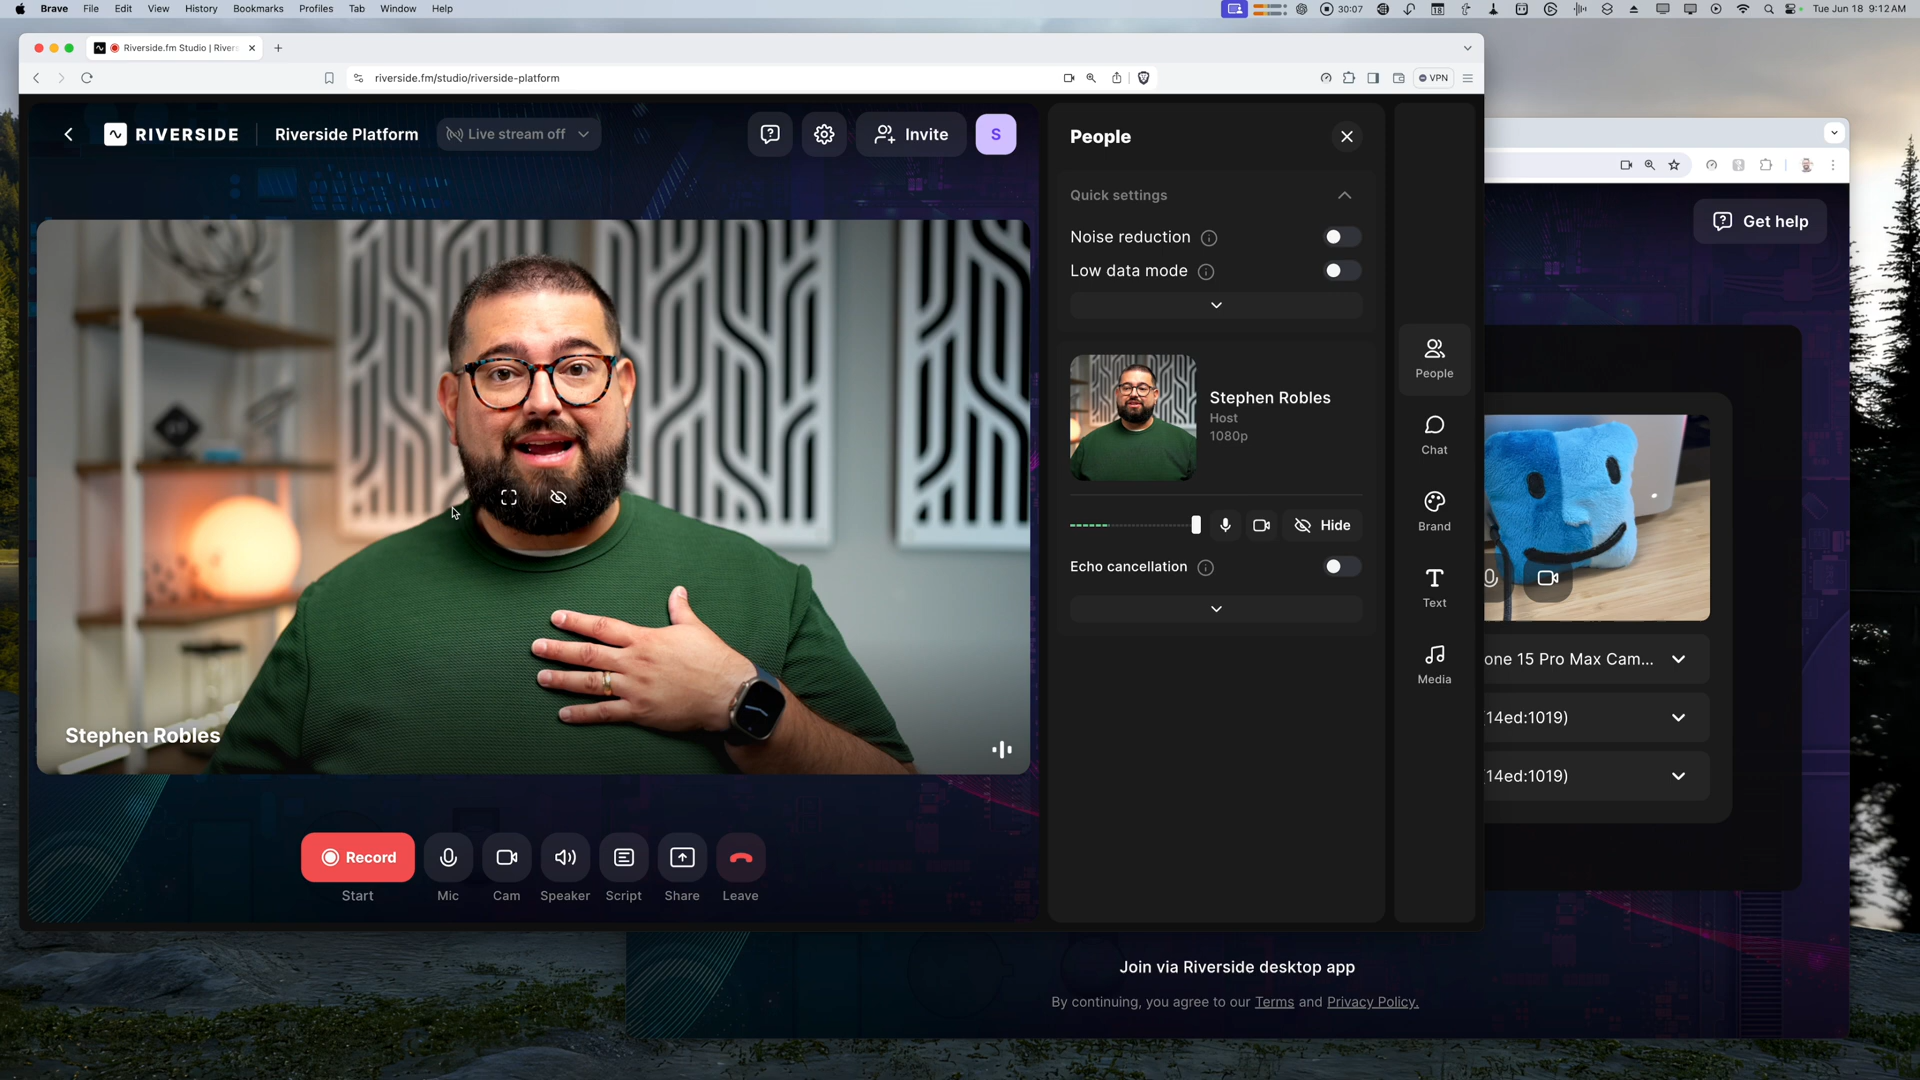 Brave File Edit View History Bookmarks Profiles Tab Window Help
30:07
18
Tue Jun 18 9:12 AM
Riverside.fm Studio | Rivers
riverside.fm/studio/riverside-platform
VPN
RIVERSIDE
Riverside Platform
Live stream off
Invite
S
People
Quick settings
Noise reduction
Low data mode
Stephen Robles
Host
1080p
Hide
Echo cancellation
People
Chat
Brand
Text
Media
Get help
one 15 Pro Max Cam...
14ed:1019)
14ed:1019)
Stephen Robles
Record
Start
Mic
Cam
Speaker
Script
Share
Leave
Join via Riverside desktop app
By continuing, you agree to our Terms and Privacy Policy.